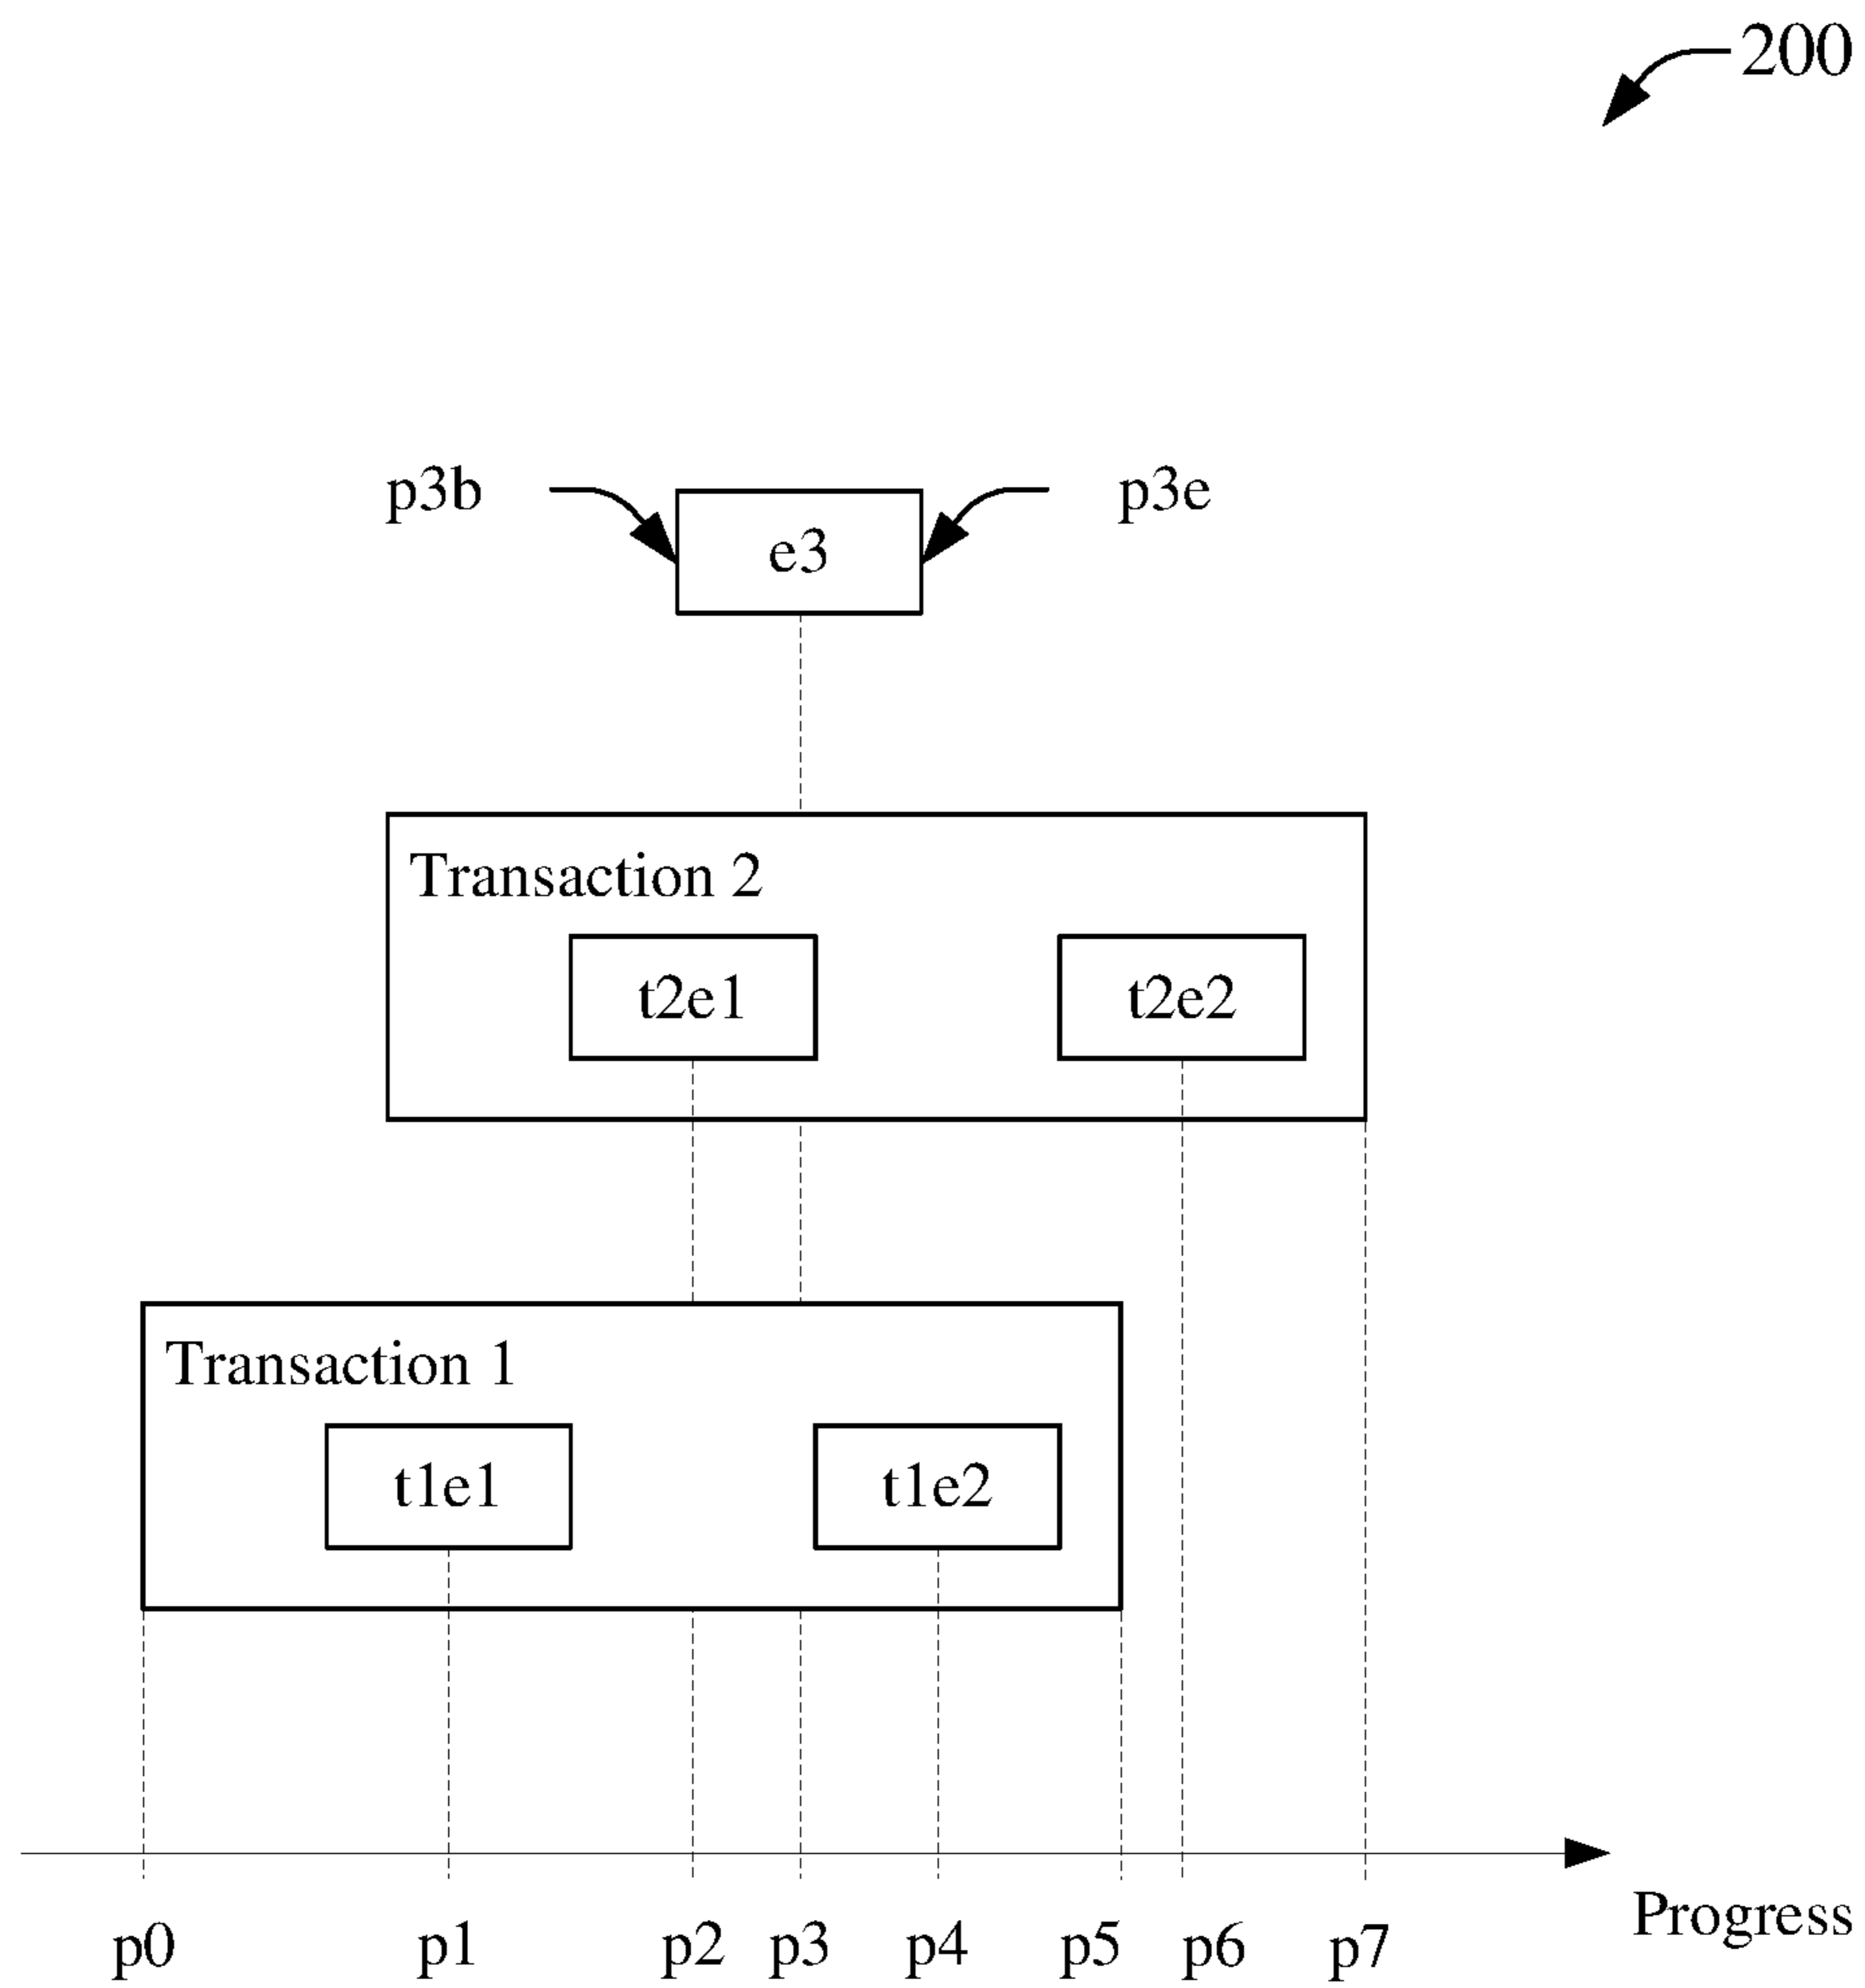 200
p3b
e3
p3e
Transaction 2
t2e1
t2e2
Transaction 1
t1e1
t1e2
Progress
p0
p1
p2
p3
p4
p5
p6
p7